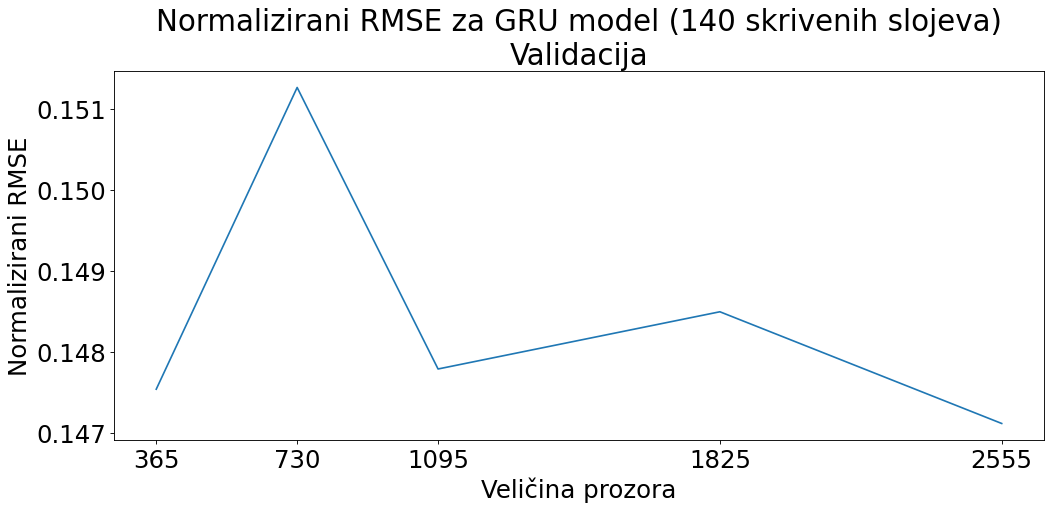 Normalizirani RMSE za GRU model (140 skrivenih slojeva)
Validacija
Normalizirani RMSE
0.151
0.150
0.149
0.148
0.147
365 730 1095 1825 2555
Veličina prozora